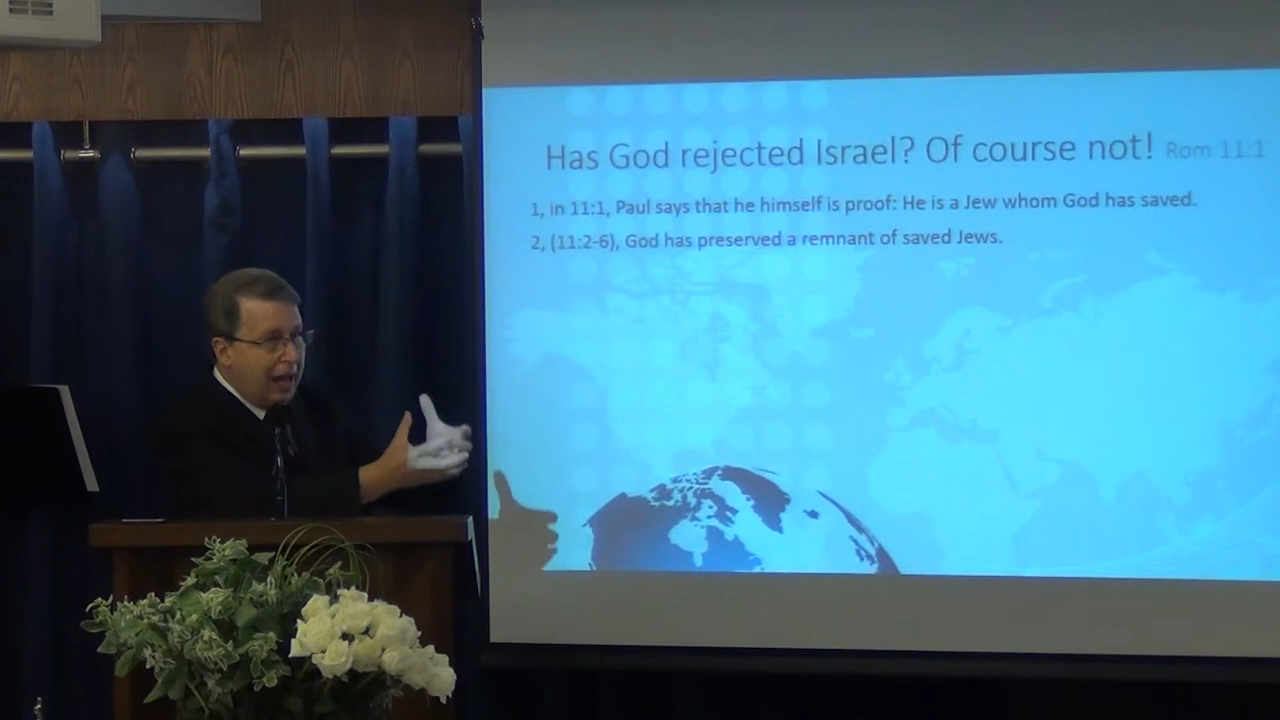 Has God rejected Israel? Of course not! Rom 11:1
1, in 11:1, Paul says that he himself is proof: He is a Jew whom God has saved.
2, (11:2-6), God has preserved a remnant of saved Jews.